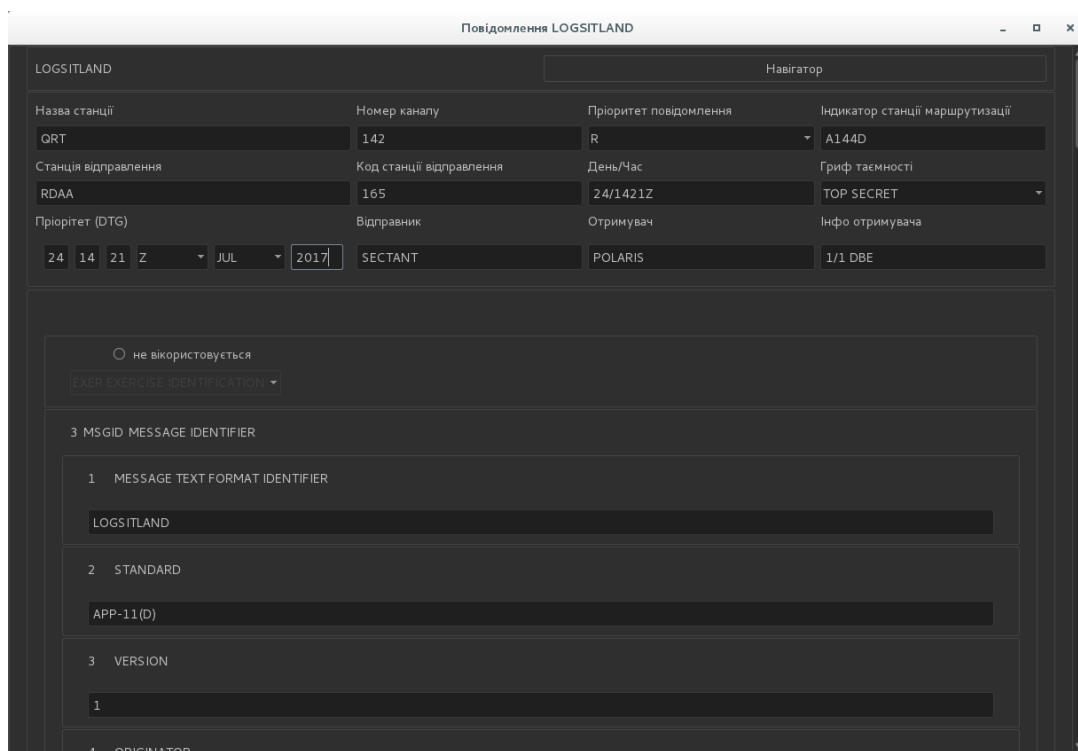 Повідомлення LOGSITLAND
LOGSITLAND
Навігатор
Назва станції Номер каналу Пріоритет повідомлення Індикатор станції маршрутизації
QRT 142 R A144D
Станція відправлення Код станції відправлення День/Час Гриф таємності
RDAA 165 24/1421Z TOP SECRET
Пріорітет (DTG) Відправник Отримувач Інфо отримувача
24 14 21 Z JUL 2017 SECTANT POLARIS 1/1 DBE
не вікористовується
EXER EXERCISE IDENTIFICATION
3 MSGID MESSAGE IDENTIFIER
1 MESSAGE TEXT FORMAT IDENTIFIER
LOGSITLAND
2 STANDARD
APP-11(D)
3 VERSION
1
4 ORIGINATOR